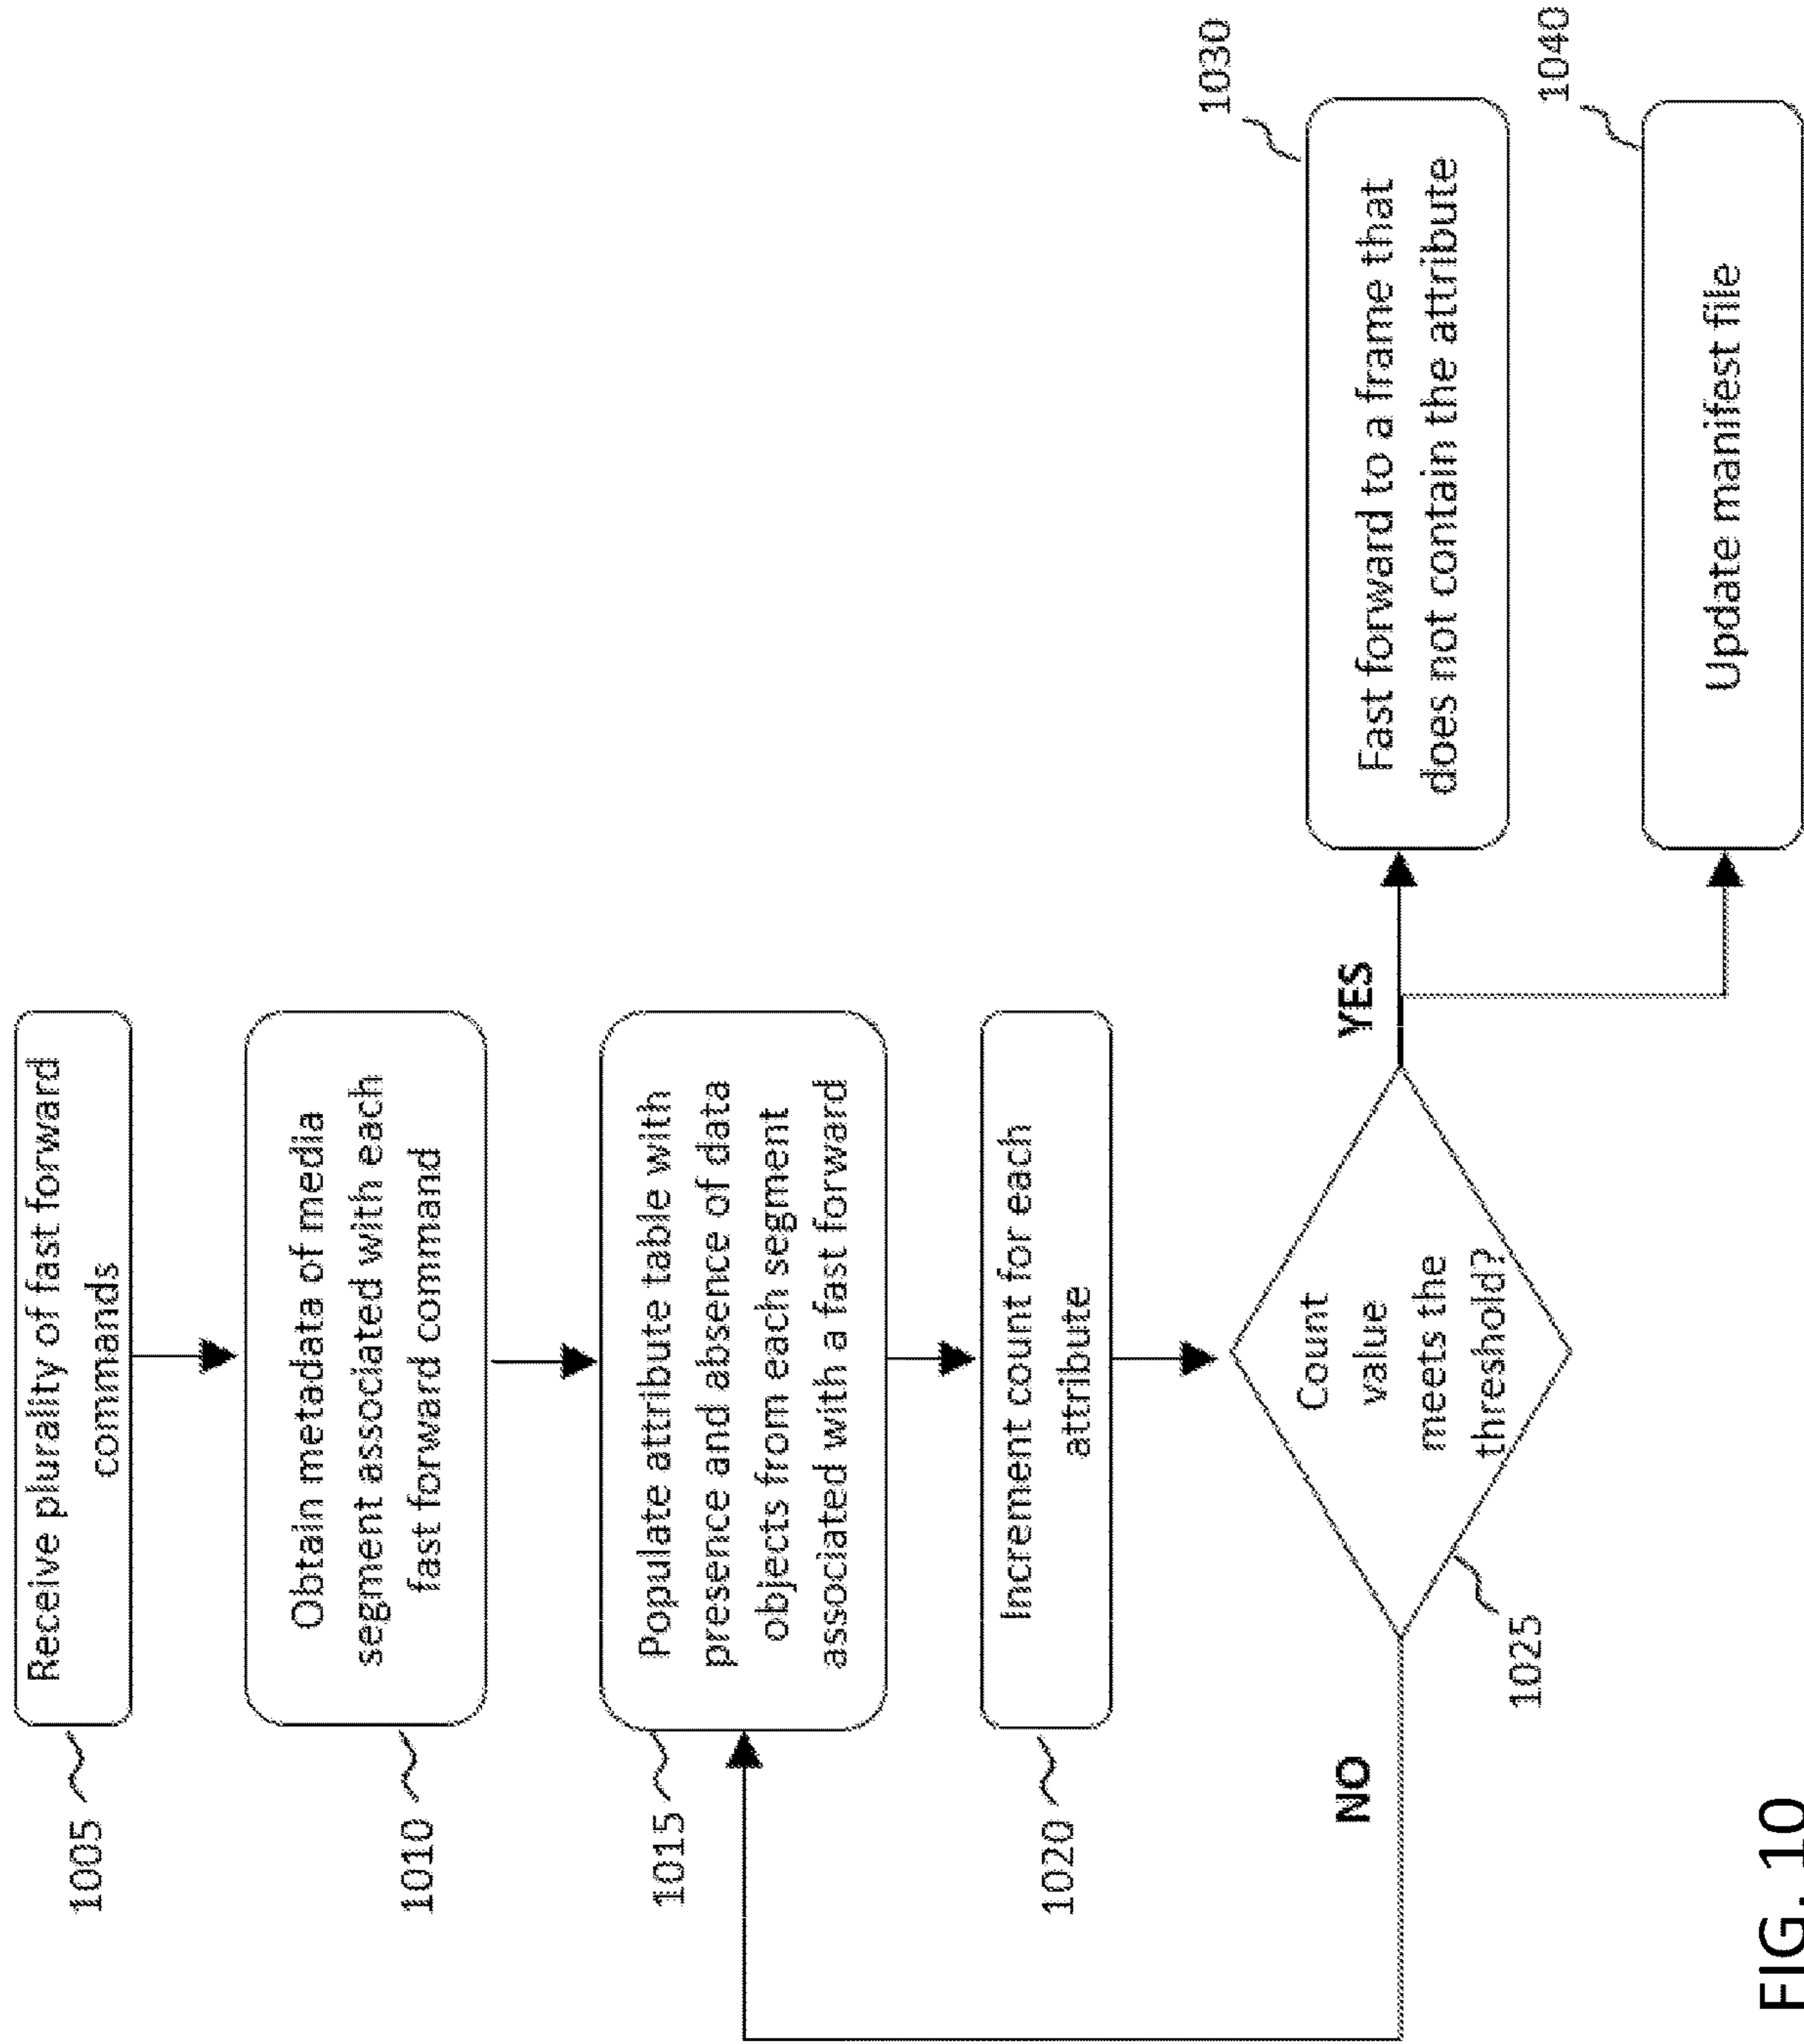 1005
Receive plurality of fast forward
commands
1010
Obtain metadata of media
segment associated with each
fast forward command
1015
Populate attribute table with
presence and absence of data
objects from each segment
associated with a fast forward
1020
Increment count for each
attribute
Count
value
meets the
threshold?
1025
NO
YES
1030
Fast forward to a frame that
does not contain the attribute
1040
Update manifest file
FIG. 10